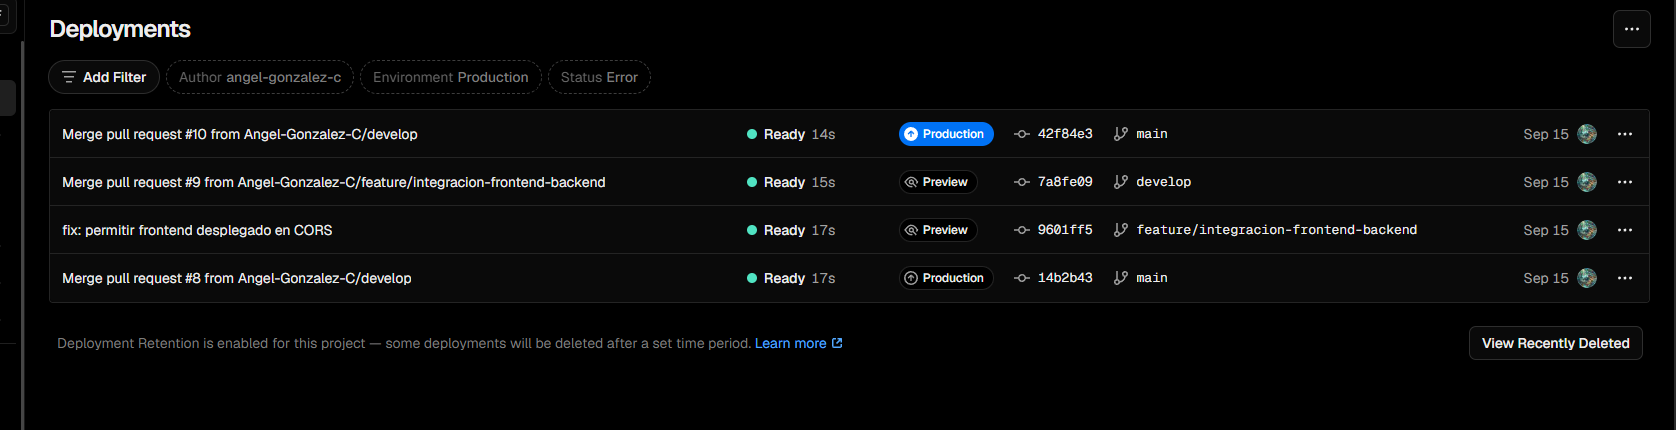 Deployments
Add Filter Author angel-gonzalez-c Environment Production Status Error
Merge pull request #10 from Angel-Gonzalez-C/develop Ready 14s Production 42f84e3 main Sep 15
Merge pull request #9 from Angel-Gonzalez-C/feature/integracion-frontend-backend Ready 15s Preview 7a8fe09 develop Sep 15
fix: permitir frontend desplegado en CORS Ready 17s Preview 9601ff5 feature/integracion-frontend-backend Sep 15
Merge pull request #8 from Angel-Gonzalez-C/develop Ready 17s Production 14b2b43 main Sep 15
Deployment Retention is enabled for this project — some deployments will be deleted after a set time period. Learn more View Recently Deleted